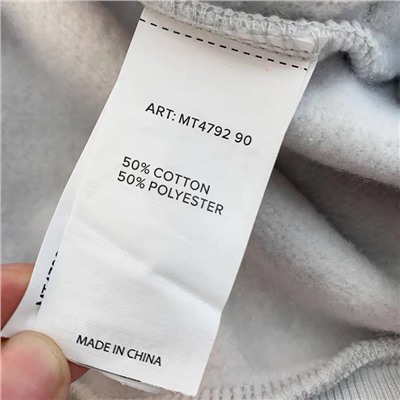 ART: MT4792 90
50% COTTON
50% POLYESTER
MADE IN CHINA